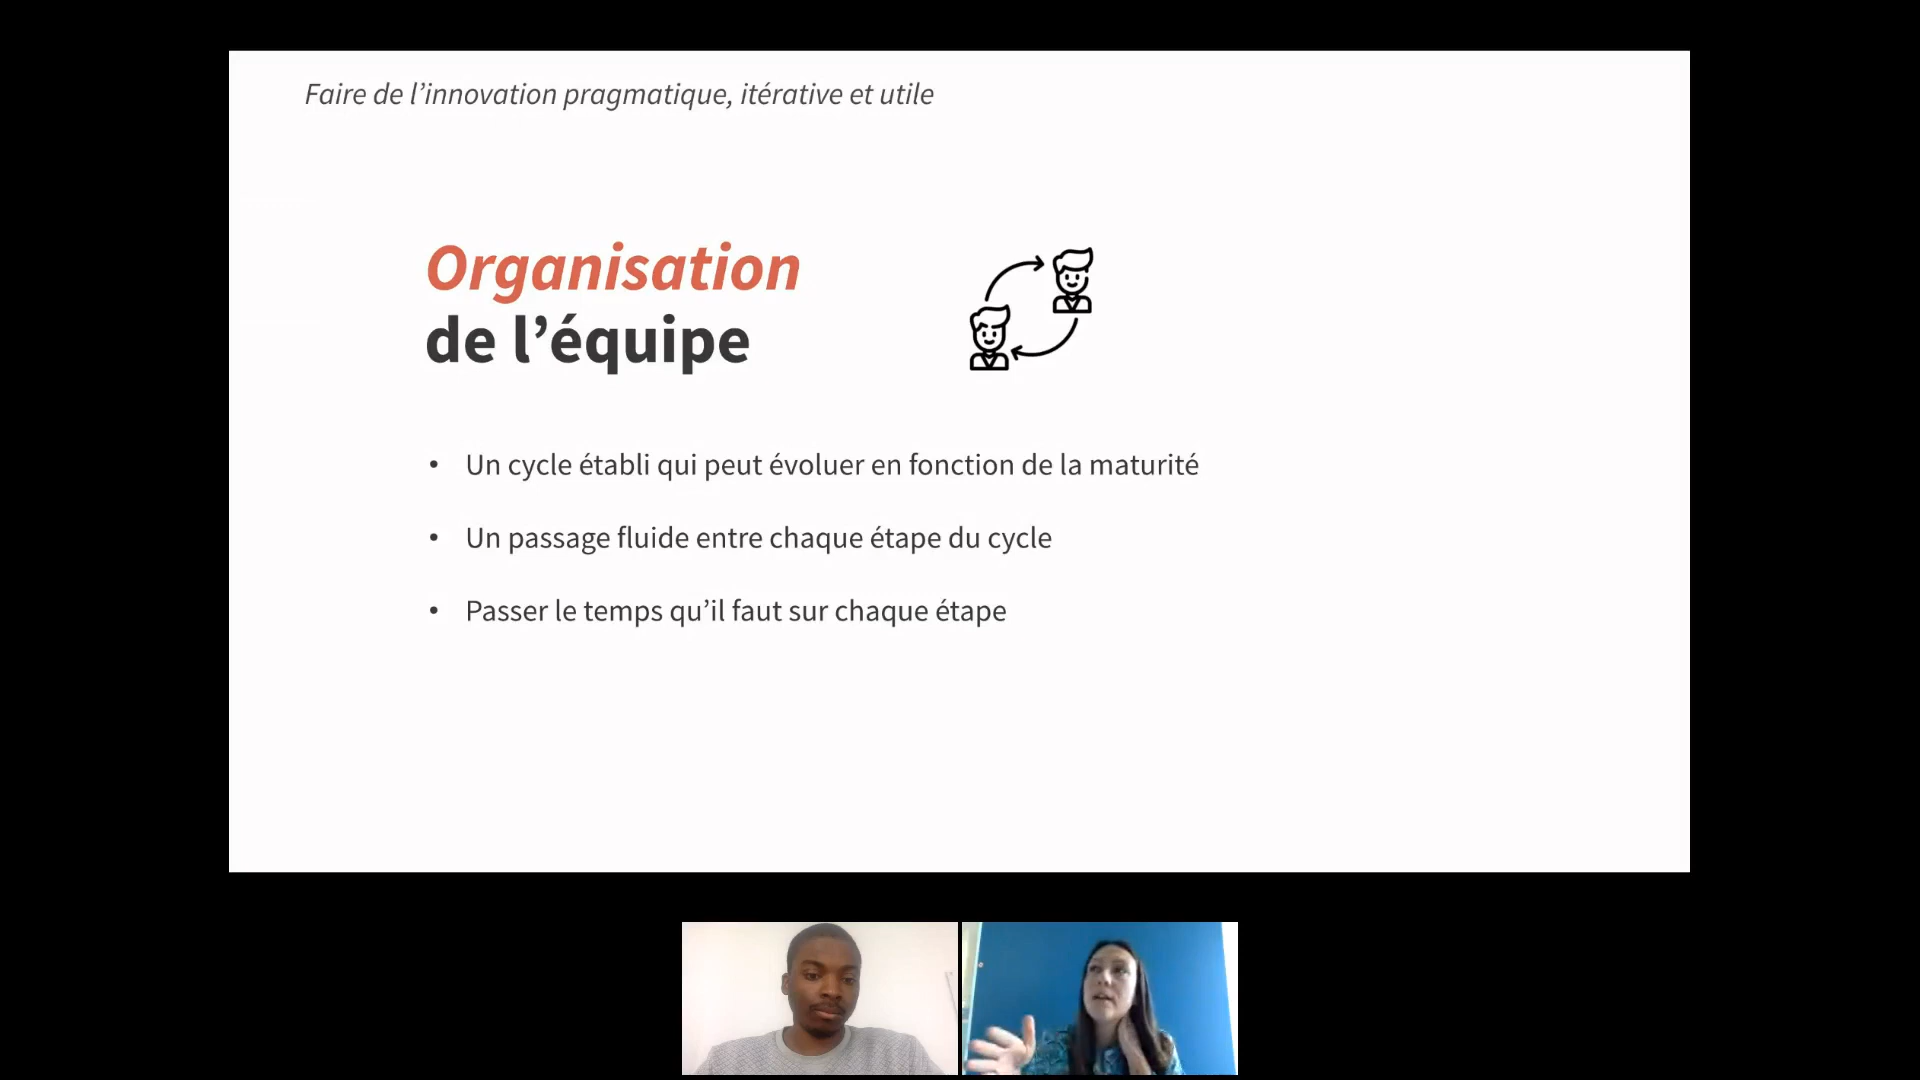 Faire de l’innovation pragmatique, itérative et utile
Organisation
de l’équipe
• Un cycle établi qui peut évoluer en fonction de la maturité
• Un passage fluide entre chaque étape du cycle
• Passer le temps qu’il faut sur chaque étape